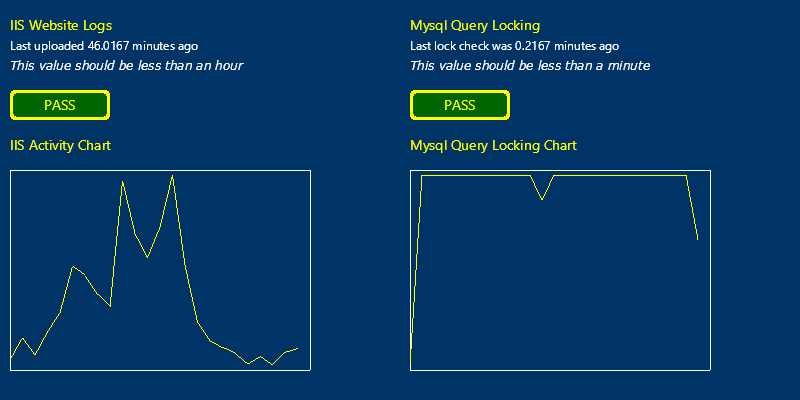 IIS Website Logs
Last uploaded 46.0167 minutes ago
This value should be less than an hour
PASS
IIS Activity Chart
Mysql Query Locking
Last lock check was 0.2167 minutes ago
This value should be less than a minute
PASS
Mysql Query Locking Chart